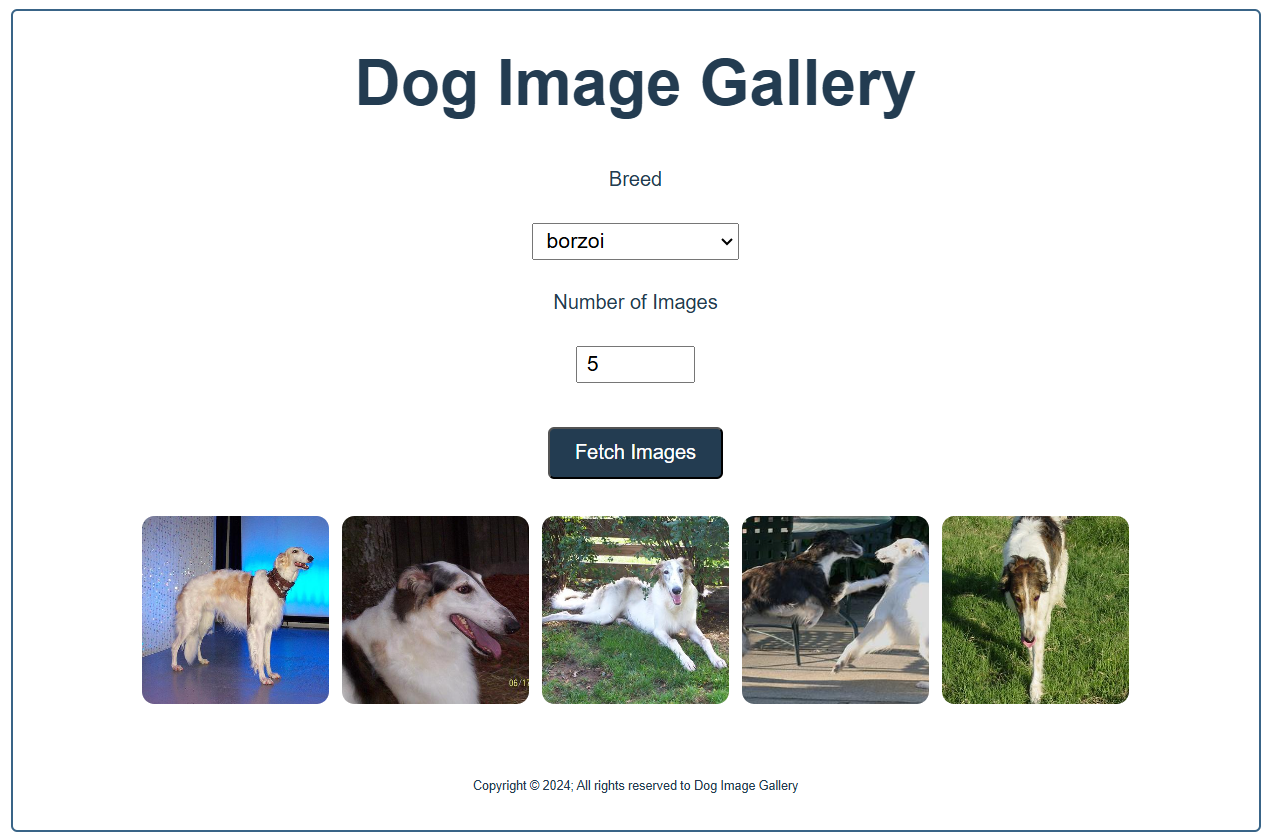 Dog Image Gallery
Breed
borzoi
Number of Images
5
Fetch Images
06/17
Copyright © 2024; All rights reserved to Dog Image Gallery